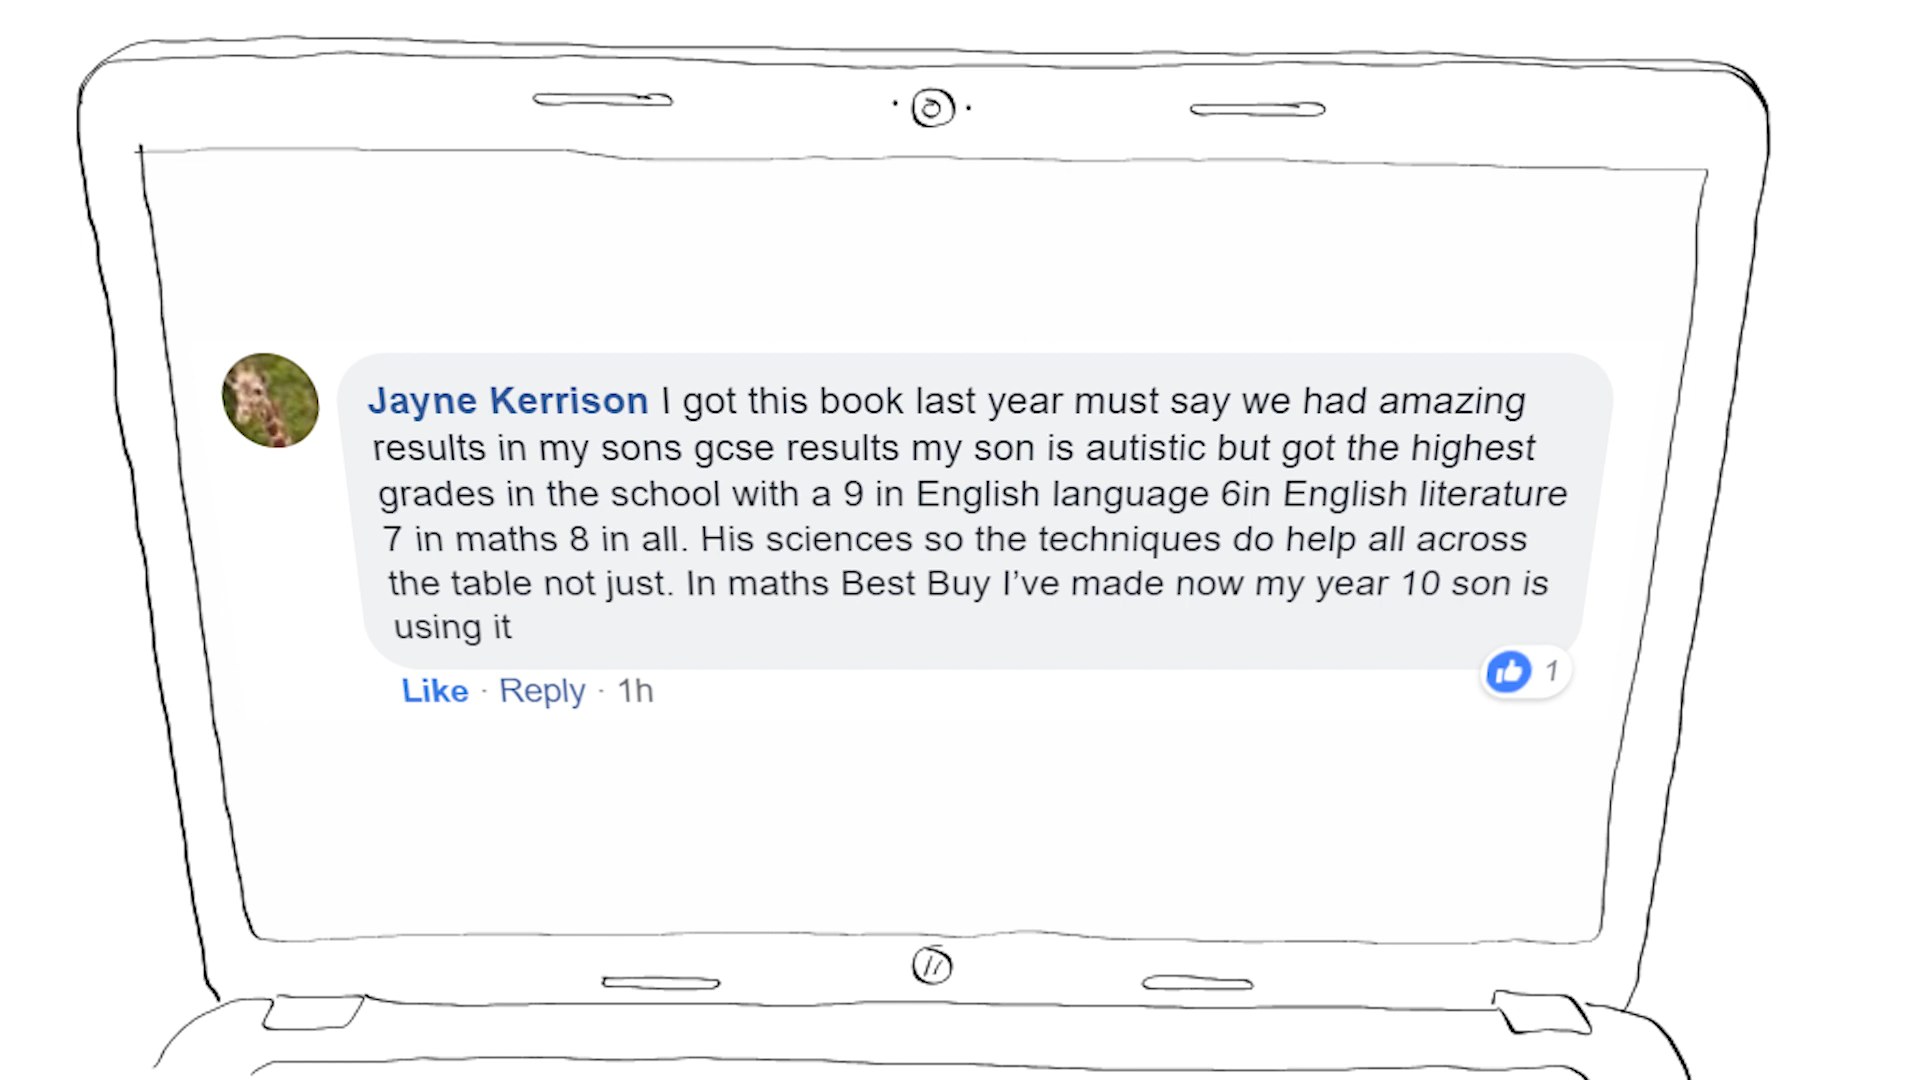 Jayne Kerrison I got this book last year must say we had amazing
results in my sons gcse results my son is autistic but got the highest
grades in the school with a 9 in English language 6in English literature
7 in maths 8 in all. His sciences so the techniques do help all across
the table not just. In maths Best Buy I’ve made now my year 10 son is
using it
1
Like · Reply · 1h